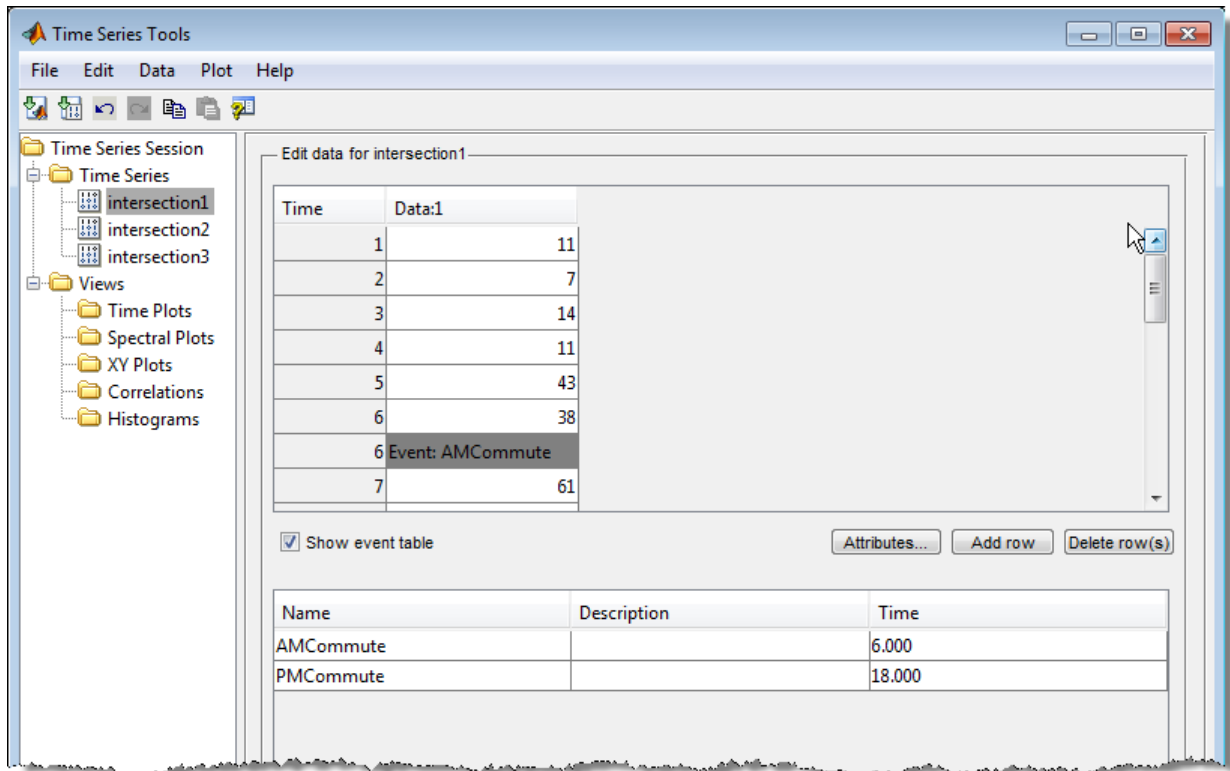 Time Series Tools
File Edit Data Plot Help
Time Series Session
Time Series
intersection1
intersection2
intersection3
Views
Time Plots
Spectral Plots
XY Plots
Correlations
Histograms
Edit data for intersection1
Time Data:1
1 11
2 7
3 14
4 11
5 43
6 38
6 Event: AMCommute
7 61
Show event table
Attributes... Add row Delete row(s)
Name Description Time
AMCommute 6.000
PMCommute 18.000